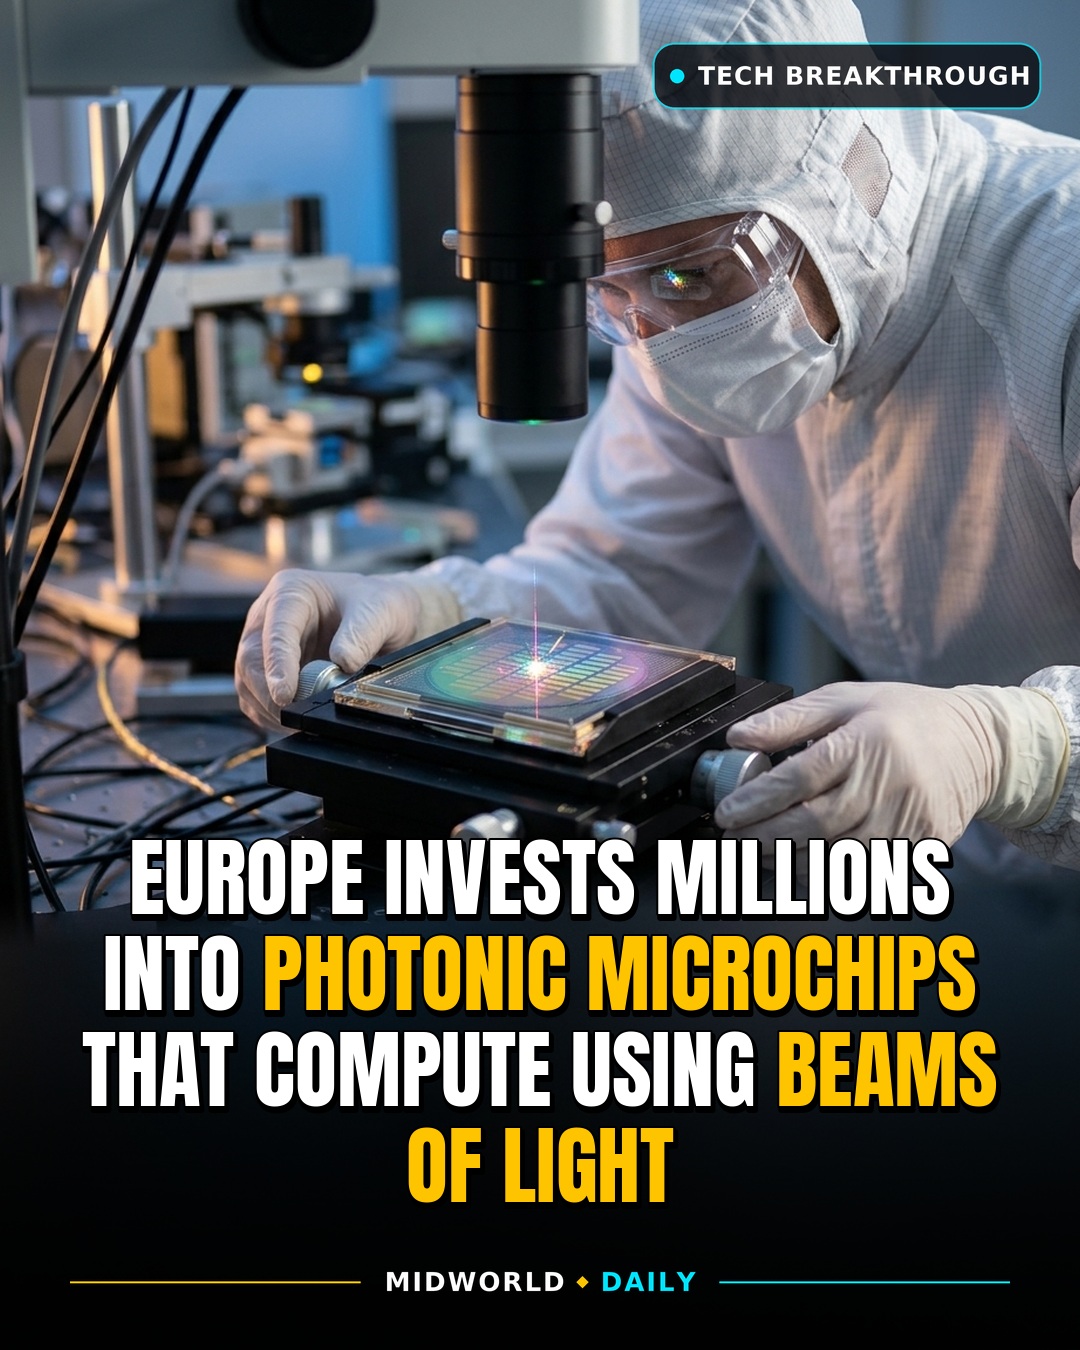 TECH BREAKTHROUGH
EUROPE INVESTS MILLIONS
INTO PHOTONIC MICROCHIPS
THAT COMPUTE USING BEAMS
OF LIGHT
MIDWORLD DAILY